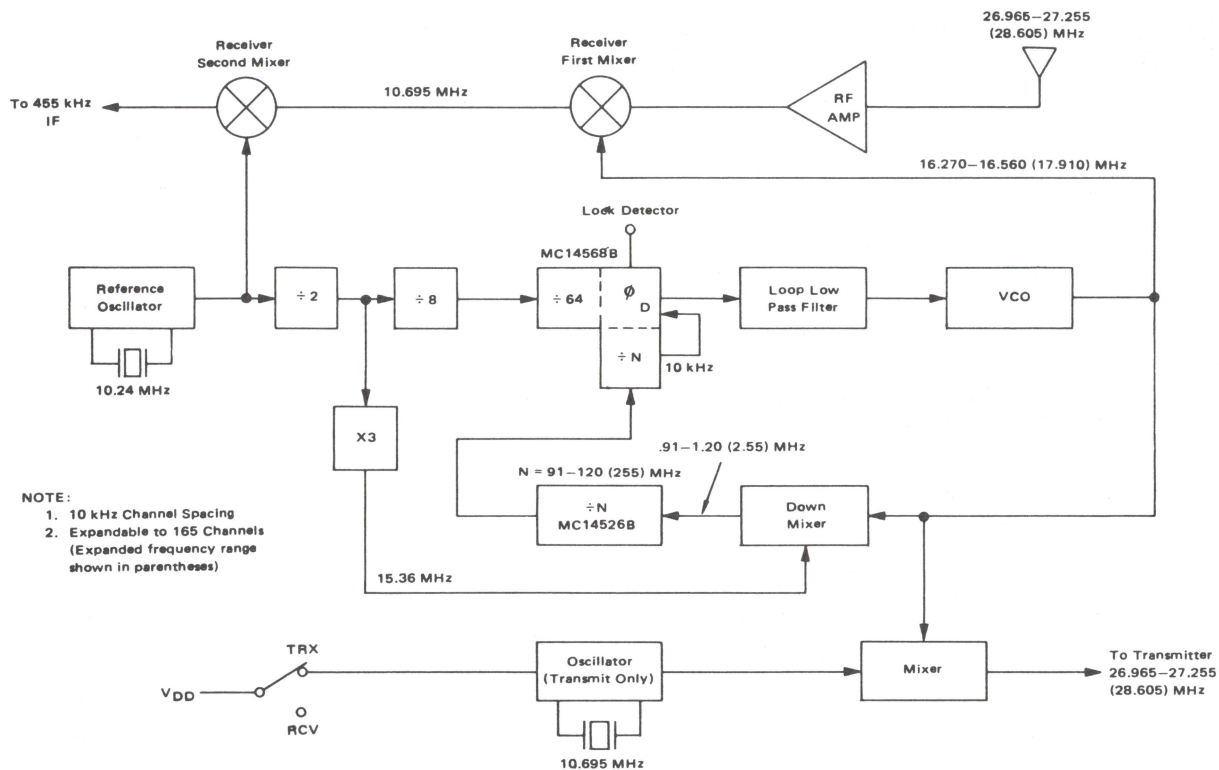 26.965–27.255
(28.605) MHz
Receiver
Second Mixer
Receiver
First Mixer
To 455 kHz
IF
10.695 MHz
RF
AMP
16.270–16.560 (17.910) MHz
Lock Detector
MC14568B
Reference
Oscillator
÷ 2
÷ 8
÷ 64
φ
D
÷ N
10 kHz
Loop Low
Pass Filter
VCO
10.24 MHz
X3
.91–1.20 (2.55) MHz
N = 91–120 (255) MHz
÷N
MC14526B
Down
Mixer
NOTE:
1. 10 kHz Channel Spacing
2. Expandable to 165 Channels
(Expanded frequency range
shown in parentheses)
15.36 MHz
TRX
VDD
RCV
Oscillator
(Transmit Only)
10.695 MHz
Mixer
To Transmitter
26.965–27.255
(28.605) MHz